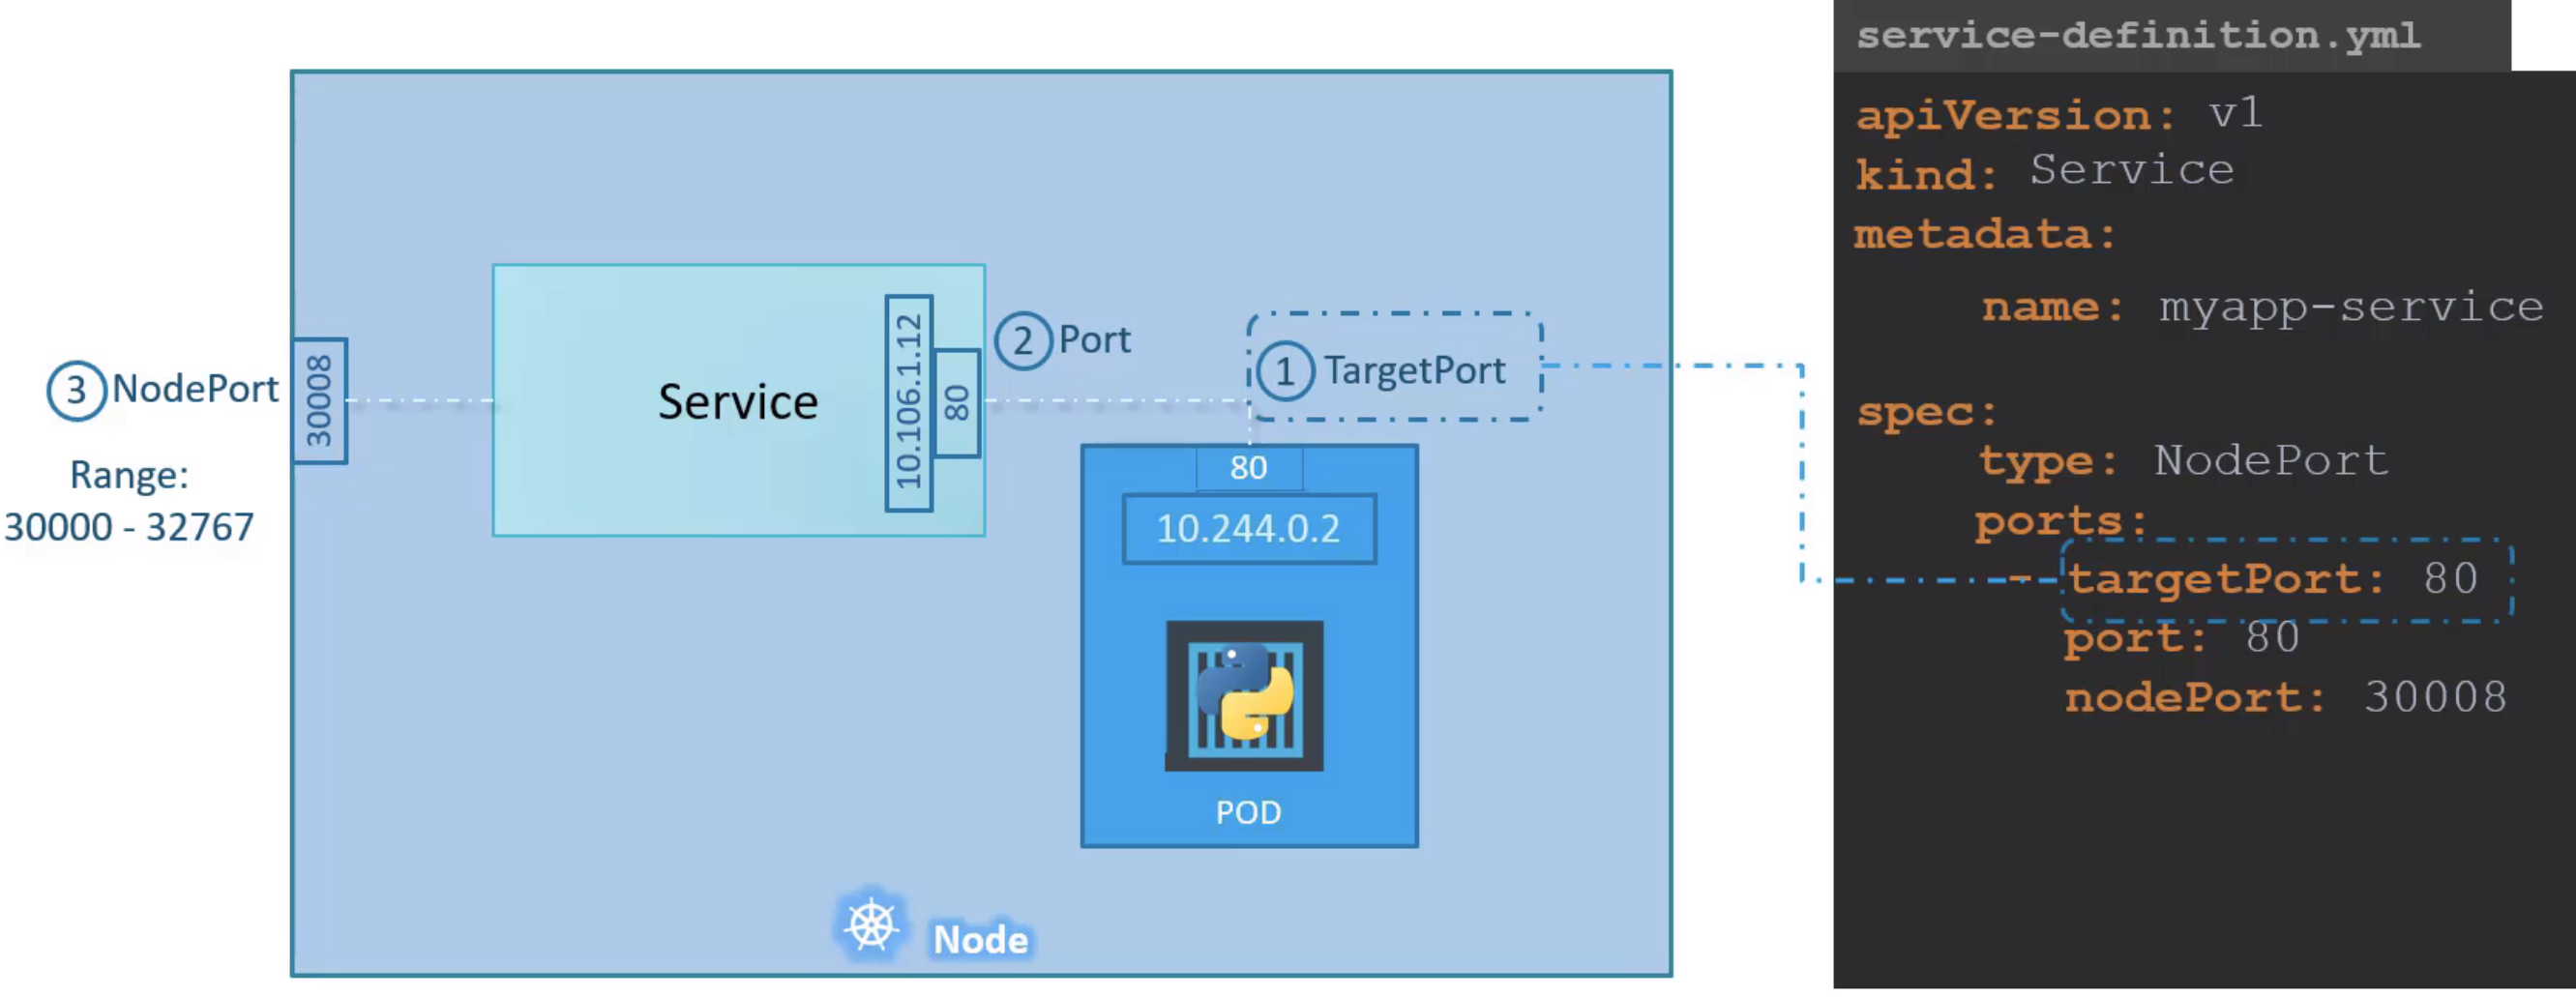 3 NodePort
Range:
30000 - 32767
30008
Service
10.106.1.12
80
2 Port
1 TargetPort
80
10.244.0.2
POD
Node
service-definition.yml
apiVersion: v1
kind: Service
metadata:
name: myapp-service
spec:
type: NodePort
ports:
- targetPort: 80
port: 80
nodePort: 30008